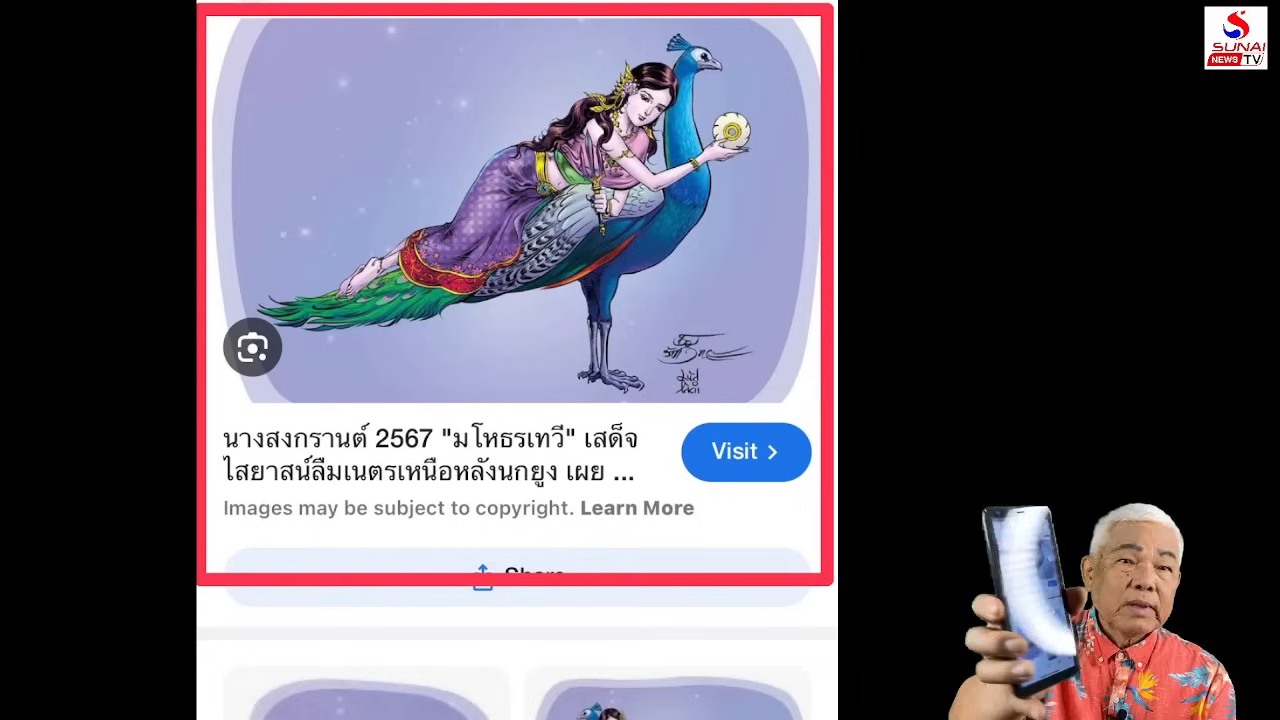 SUNAI
NEWS TV
นางสงกรานต์ 2567 "มโหธรเทวี" เสด็จ
ไสยาสน์ลืมเนตรเหนือหลังนกยูง เผย ...
Visit >
Images may be subject to copyright. Learn More
Share